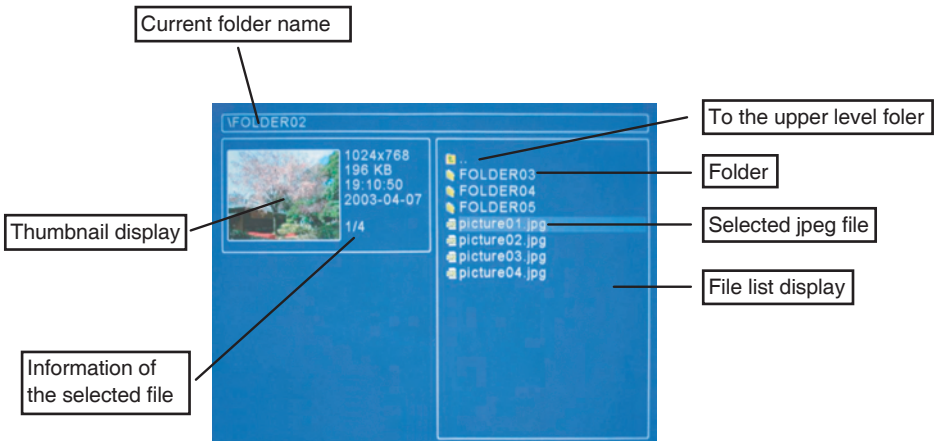 Current folder name
\FOLDER02
To the upper level foler
Folder
Selected jpeg file
File list display
Thumbnail display
Information of
the selected file
1024x768
196 KB
19:10:50
2003-04-07
1/4
..
FOLDER03
FOLDER04
FOLDER05
picture01.jpg
picture02.jpg
picture03.jpg
picture04.jpg